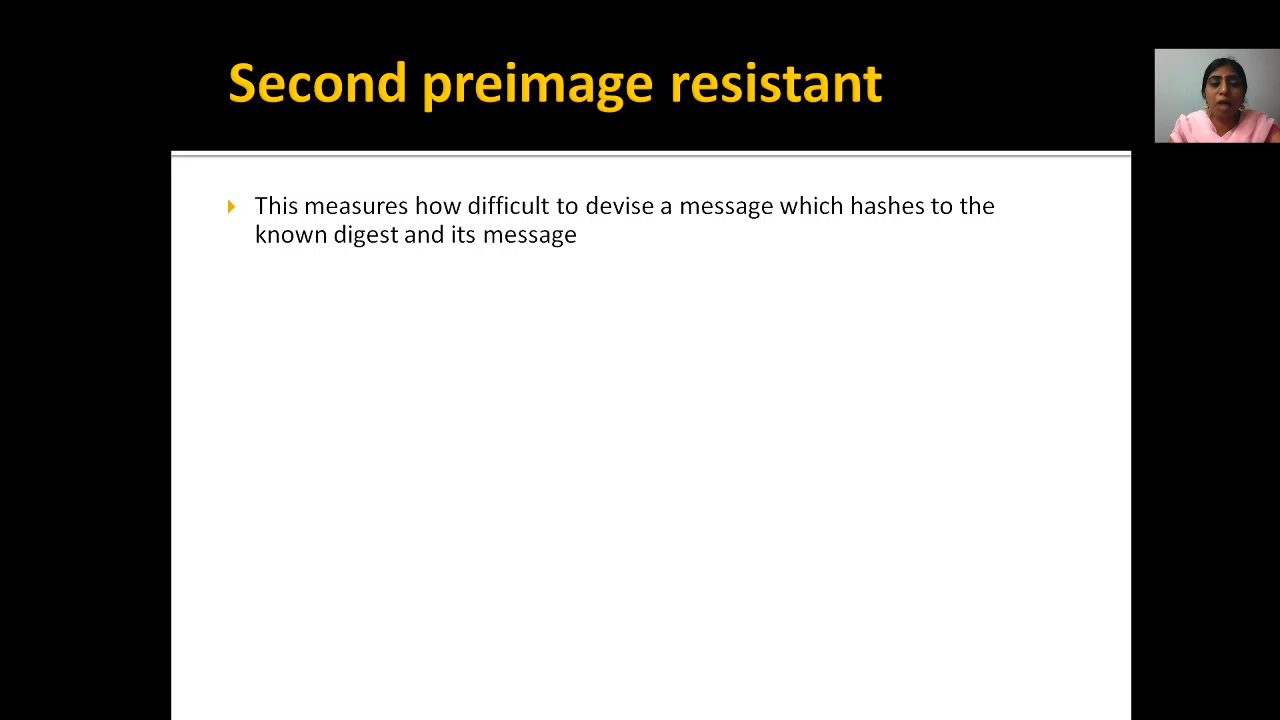 Second preimage resistant
This measures how difficult to devise a message which hashes to the
known digest and its message